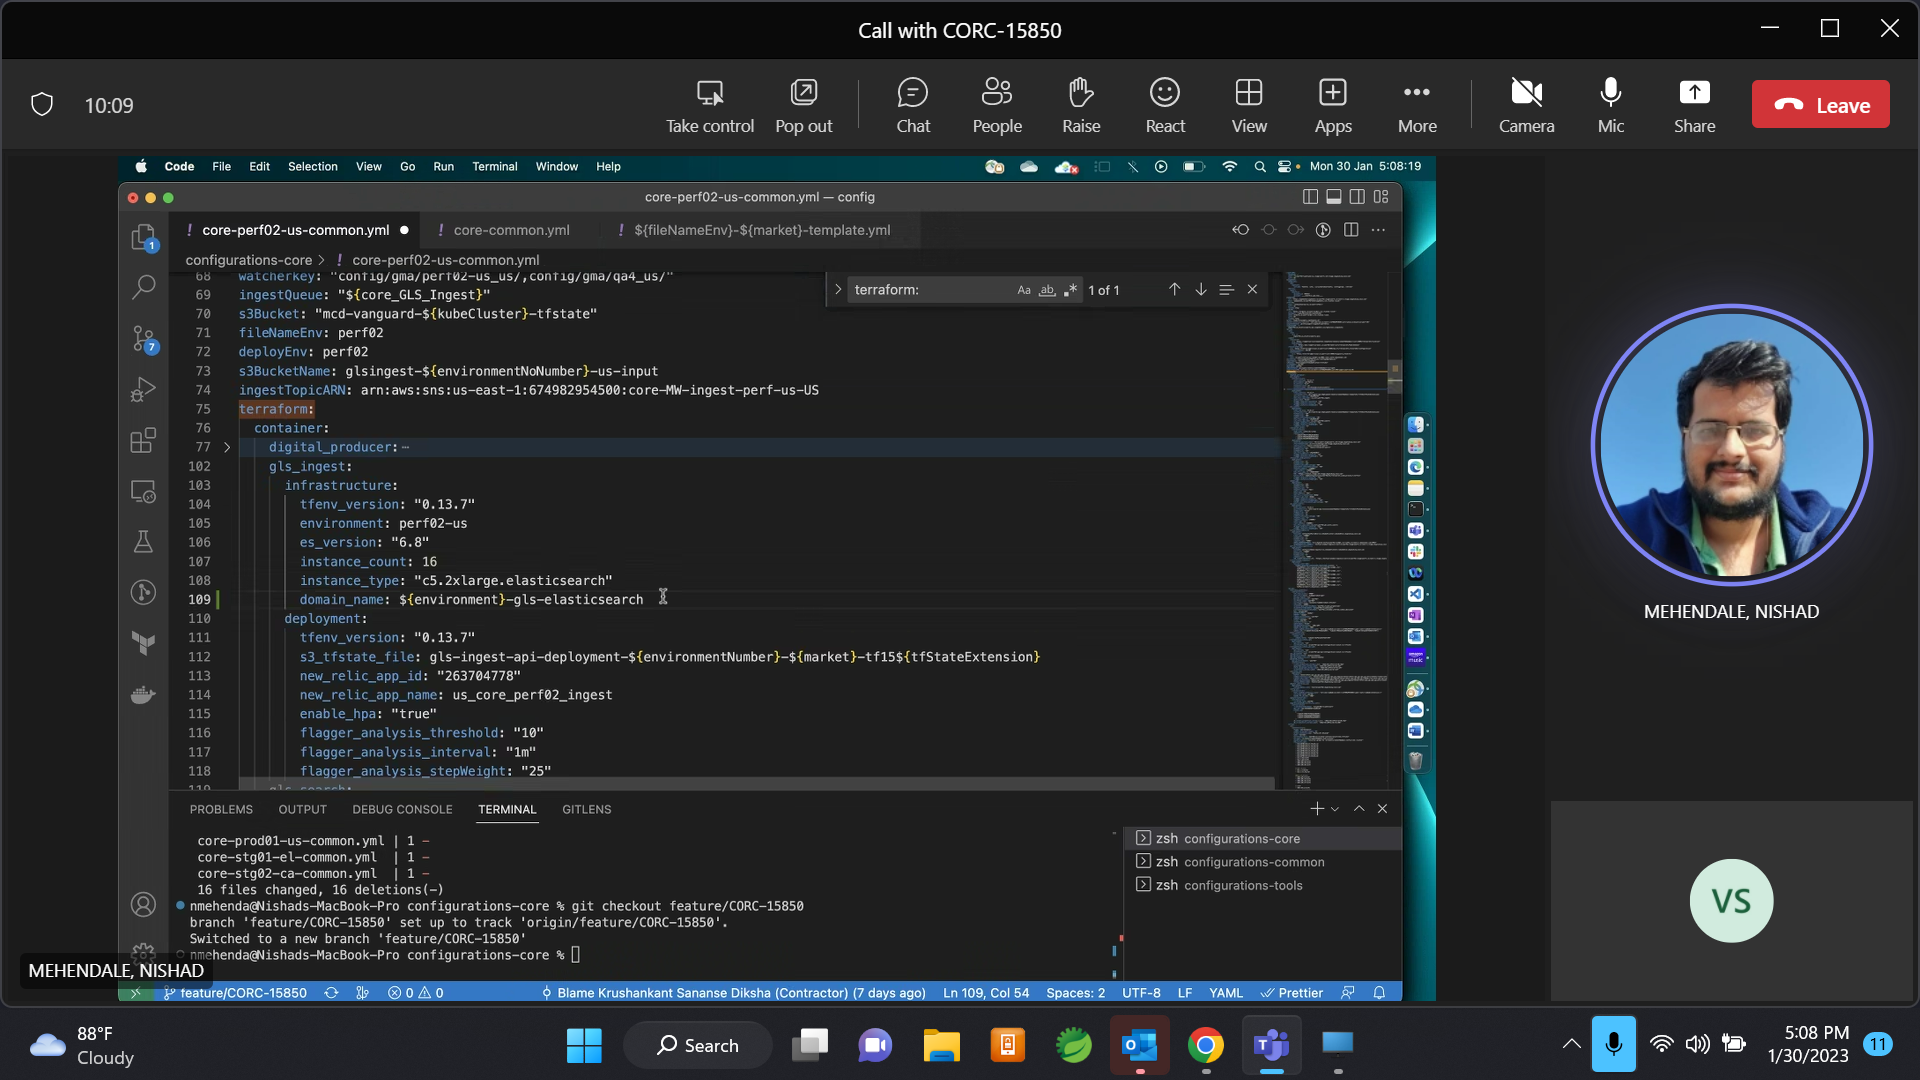 Call with CORC-15850
10:09
Take control
Pop out
Chat
People
Raise
React
View
Apps
More
Camera
Mic
Share
Leave
Code File Edit Selection View Go Run Terminal Window Help
Mon 30 Jan 5:08:19
core-perf02-us-common.yml — config
! core-perf02-us-common.yml
! core-common.yml
! ${fileNameEnv}-${market}-template.yml
configurations-core > ! core-perf02-us-common.yml
terraform:
Aa ab .* 1 of 1
68 watcherkey: "config/gma/perf02-us_us/,config/gma/qa4_us/"
69 ingestQueue: "${core_GLS_Ingest}"
70 s3Bucket: "mcd-vanguard-${kubeCluster}-tfstate"
71 fileNameEnv: perf02
72 deployEnv: perf02
73 s3BucketName: glsingest-${environmentNoNumber}-us-input
74 ingestTopicARN: arn:aws:sns:us-east-1:674982954500:core-MW-ingest-perf-us-US
75 terraform:
76 container:
77 > digital_producer:
102 gls_ingest:
103 infrastructure:
104 tfenv_version: "0.13.7"
105 environment: perf02-us
106 es_version: "6.8"
107 instance_count: 16
108 instance_type: "c5.2xlarge.elasticsearch"
109 domain_name: ${environment}-gls-elasticsearch
110 deployment:
111 tfenv_version: "0.13.7"
112 s3_tfstate_file: gls-ingest-api-deployment-${environmentNumber}-${market}-tf15${tfStateExtension}
113 new_relic_app_id: "263704778"
114 new_relic_app_name: us_core_perf02_ingest
115 enable_hpa: "true"
116 flagger_analysis_threshold: "10"
117 flagger_analysis_interval: "1m"
118 flagger_analysis_stepWeight: "25"
119 gls_search:
PROBLEMS OUTPUT DEBUG CONSOLE TERMINAL GITLENS
core-prod01-us-common.yml | 1 -
core-stg01-el-common.yml | 1 -
core-stg02-ca-common.yml | 1 -
16 files changed, 16 deletions(-)
nmehenda@Nishads-MacBook-Pro configurations-core % git checkout feature/CORC-15850
branch 'feature/CORC-15850' set up to track 'origin/feature/CORC-15850'.
Switched to a new branch 'feature/CORC-15850'
nmehenda@Nishads-MacBook-Pro configurations-core %
zsh configurations-core
zsh configurations-common
zsh configurations-tools
1
7
feature/CORC-15850
0 0
Blame Krushankant Sananse Diksha (Contractor) (7 days ago)
Ln 109, Col 54 Spaces: 2 UTF-8 LF YAML Prettier
MEHENDALE, NISHAD
MEHENDALE, NISHAD
VS
88°F
Cloudy
Search
5:08 PM
1/30/2023
11